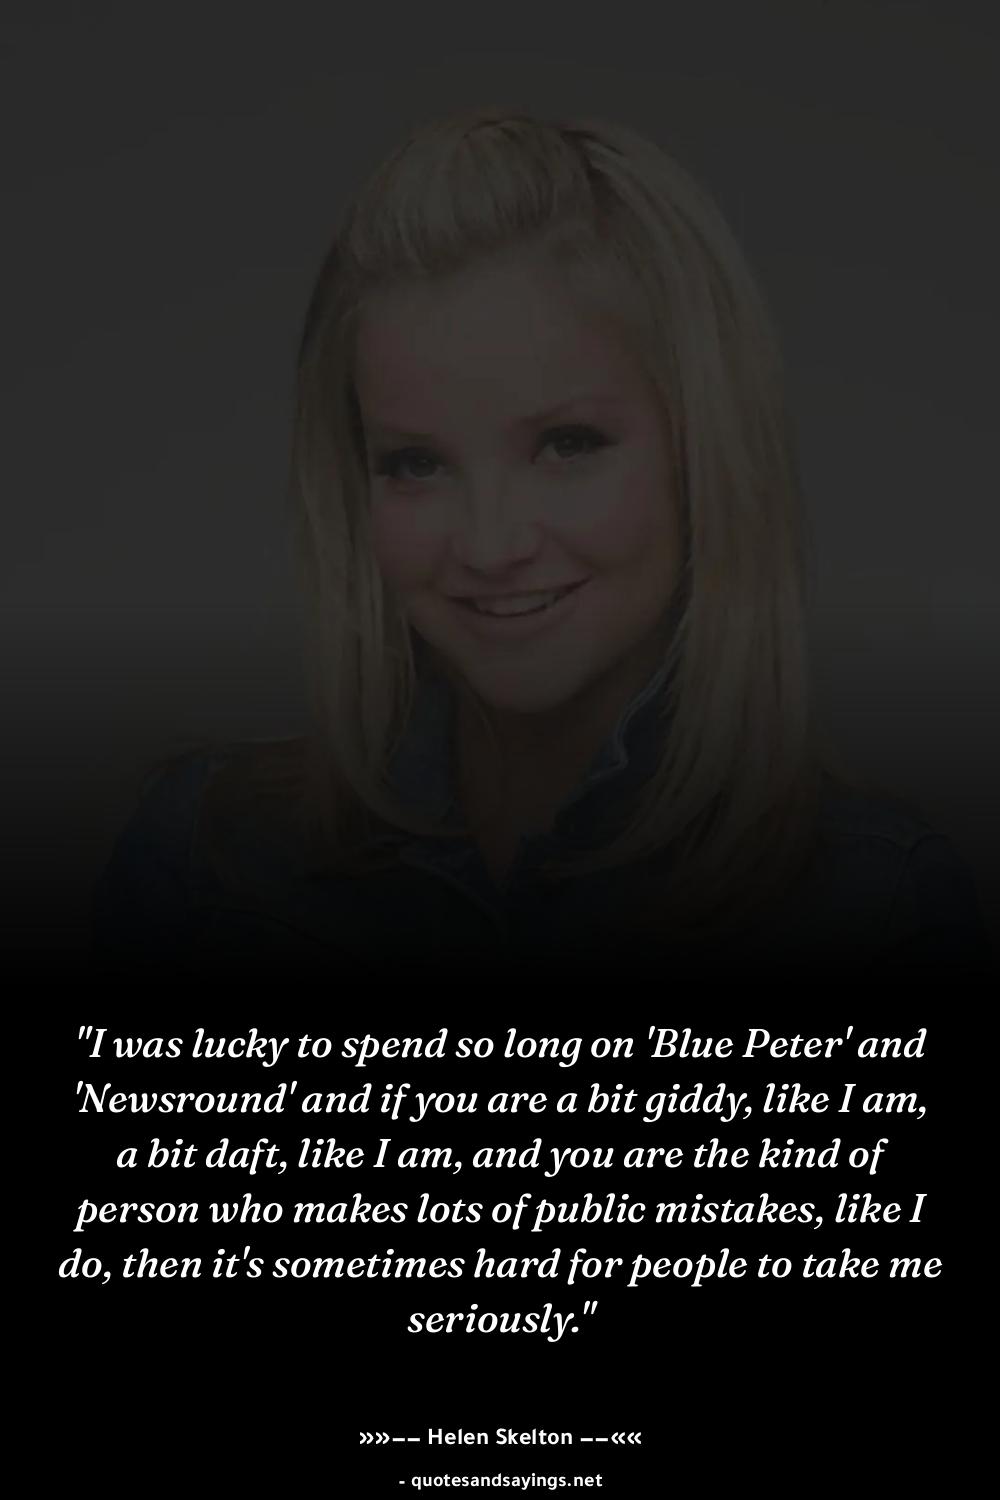 "I was lucky to spend so long on 'Blue Peter' and
'Newsround' and if you are a bit giddy, like I am,
a bit daft, like I am, and you are the kind of
person who makes lots of public mistakes, like I
do, then it's sometimes hard for people to take me
seriously."
»»–– Helen Skelton ––««
- quotesandsayings.net